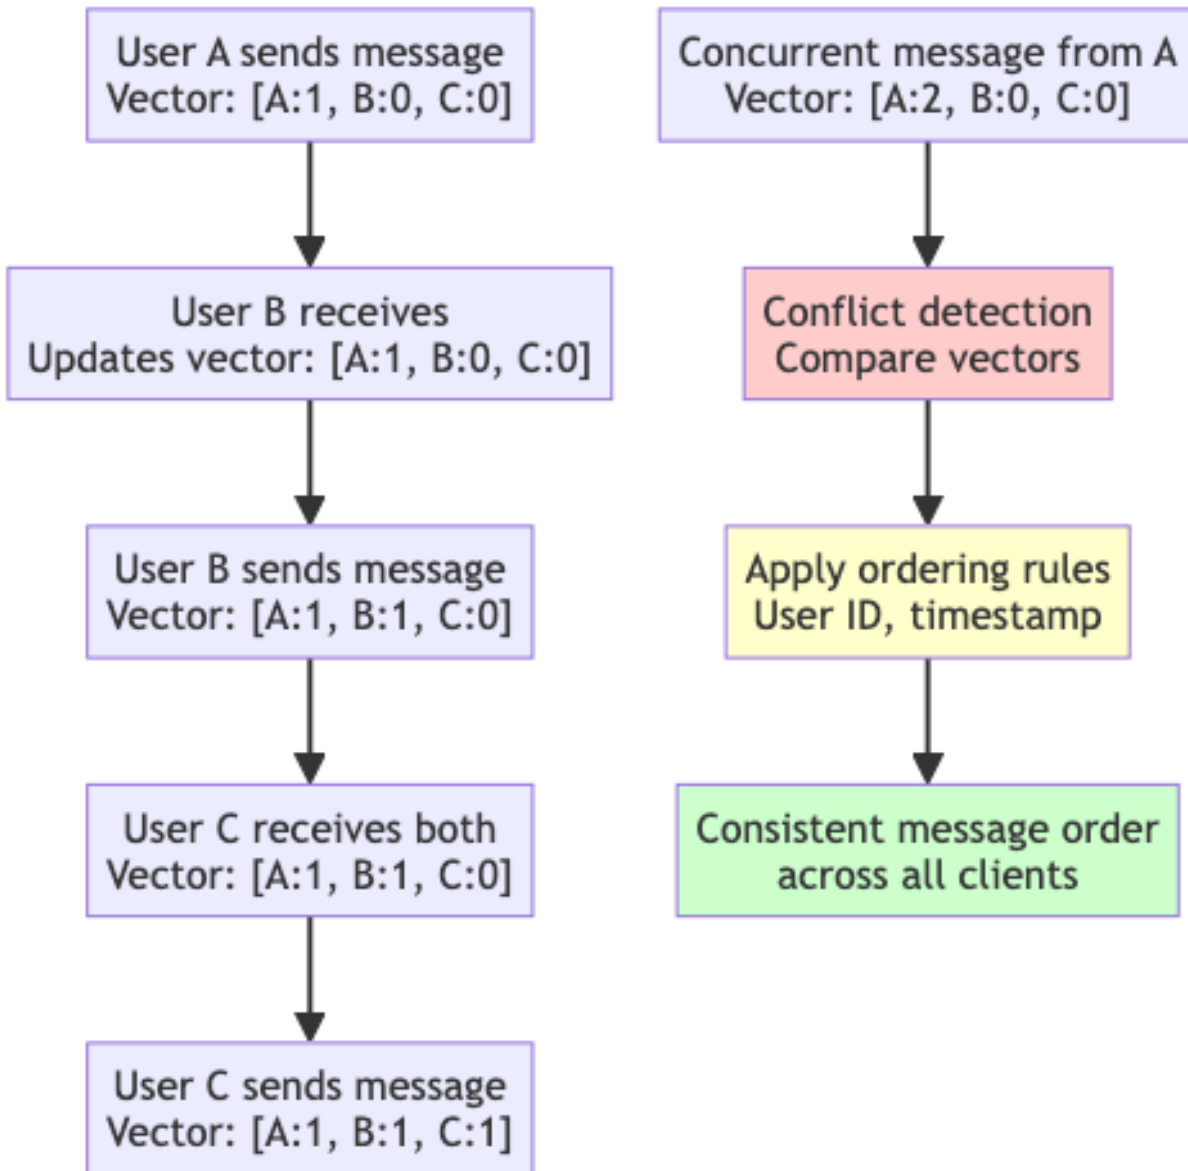 User A sends message
Vector: [A:1, B:0, C:0]
User B receives
Updates vector: [A:1, B:0, C:0]
User B sends message
Vector: [A:1, B:1, C:0]
User C receives both
Vector: [A:1, B:1, C:0]
User C sends message
Vector: [A:1, B:1, C:1]
Concurrent message from A
Vector: [A:2, B:0, C:0]
Conflict detection
Compare vectors
Apply ordering rules
User ID, timestamp
Consistent message order
across all clients